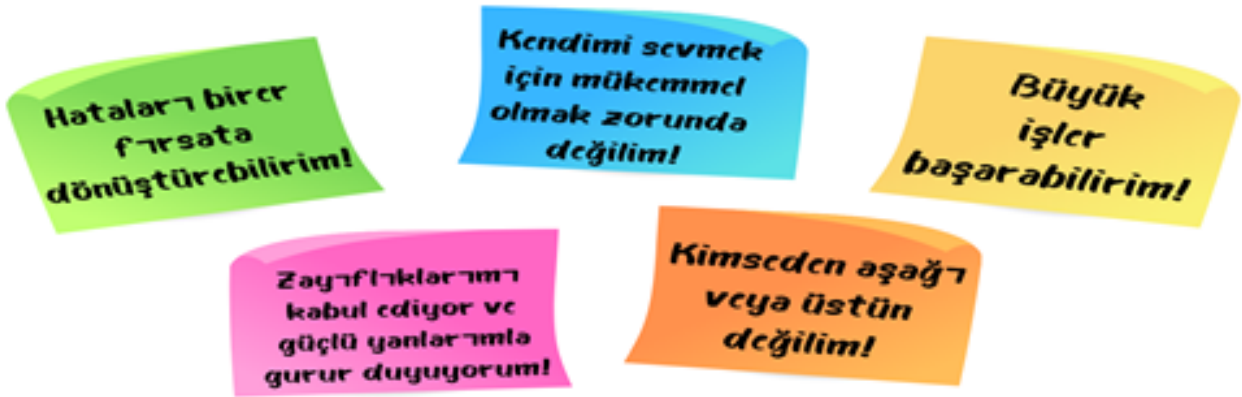 Hataları birer
fırsata
dönüştürebilirim!
Kendimi sevmek
için mükemmel
olmak zorunda
değilim!
Büyük
işler
başarabilirim!
Zayıflıklarımı
kabul ediyor ve
güçlü yanlarımla
gurur duyuyorum!
Kimseden aşağı
veya üstün
değilim!